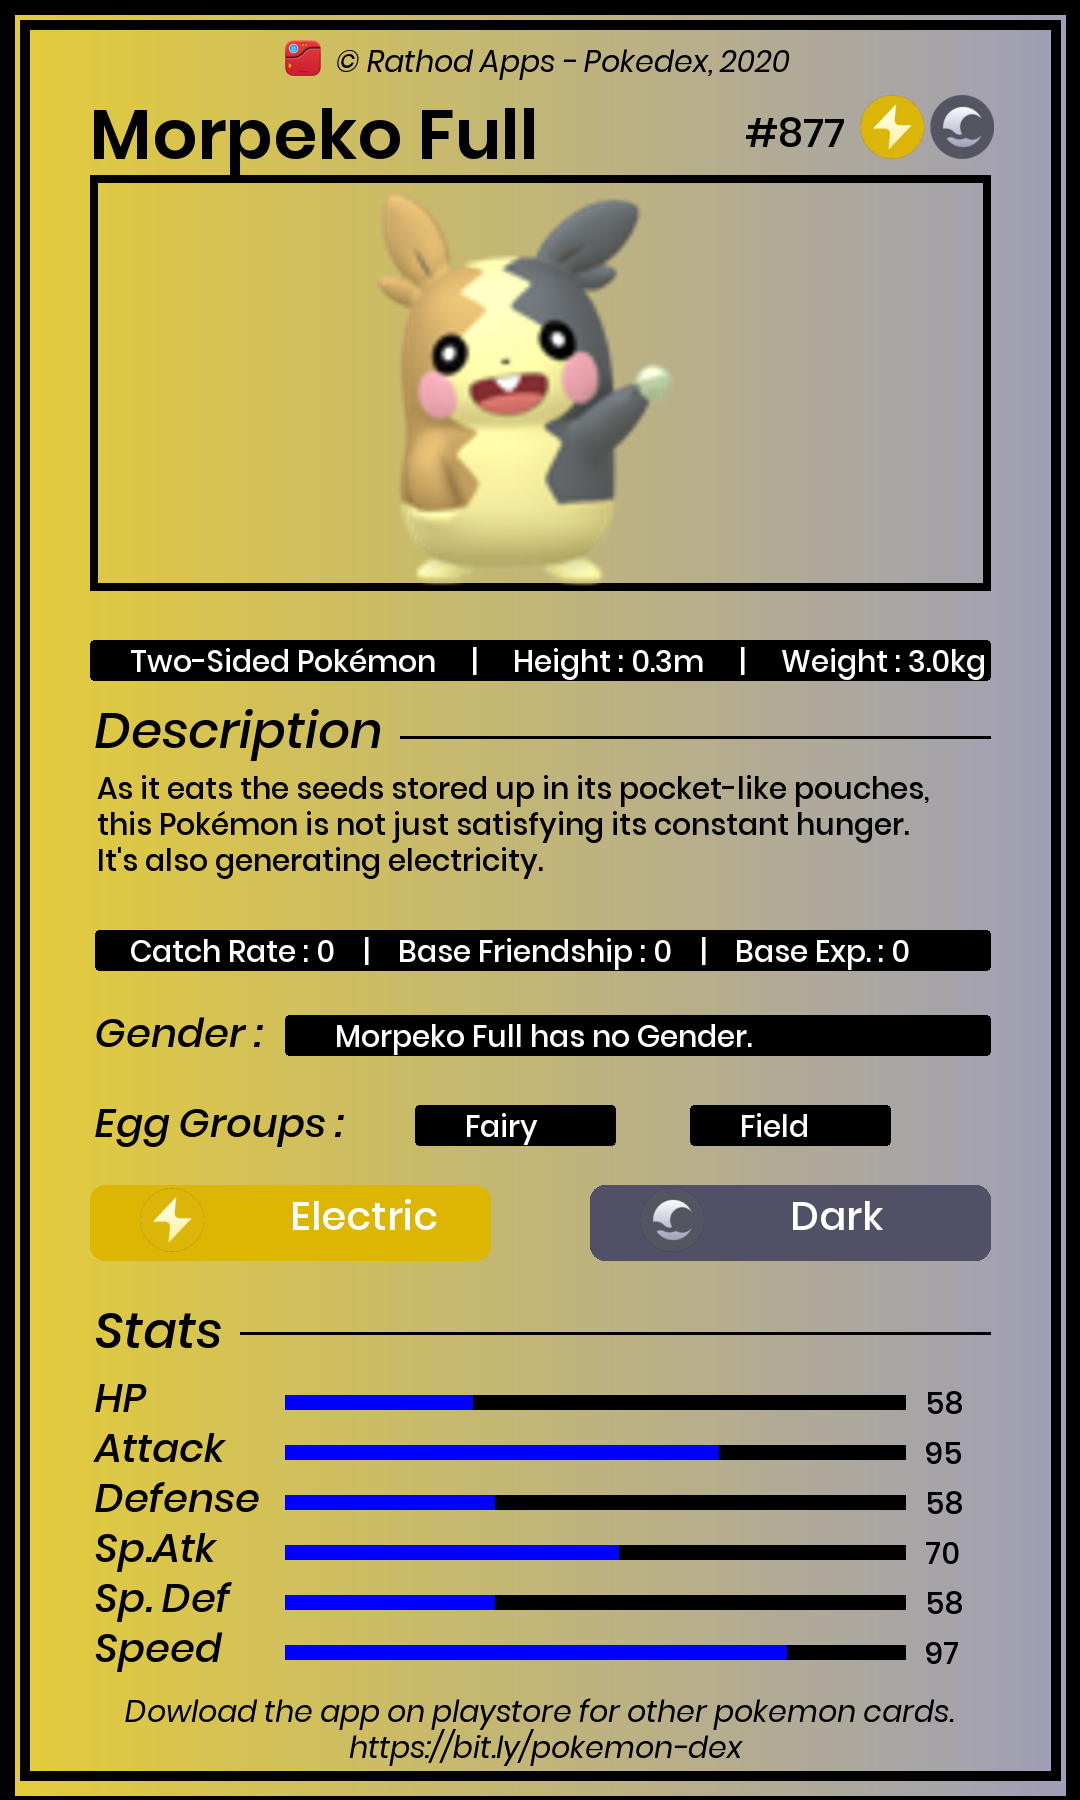 © Rathod Apps - Pokedex, 2020
Morpeko Full #877
Two-Sided Pokémon | Height : 0.3m | Weight : 3.0kg
Description
As it eats the seeds stored up in its pocket-like pouches,
this Pokémon is not just satisfying its constant hunger.
It's also generating electricity.
Catch Rate : 0 | Base Friendship : 0 | Base Exp. : 0
Gender : Morpeko Full has no Gender.
Egg Groups : Fairy Field
Electric Dark
Stats
HP 58
Attack 95
Defense 58
Sp.Atk 70
Sp. Def 58
Speed 97
Dowload the app on playstore for other pokemon cards.
https://bit.ly/pokemon-dex